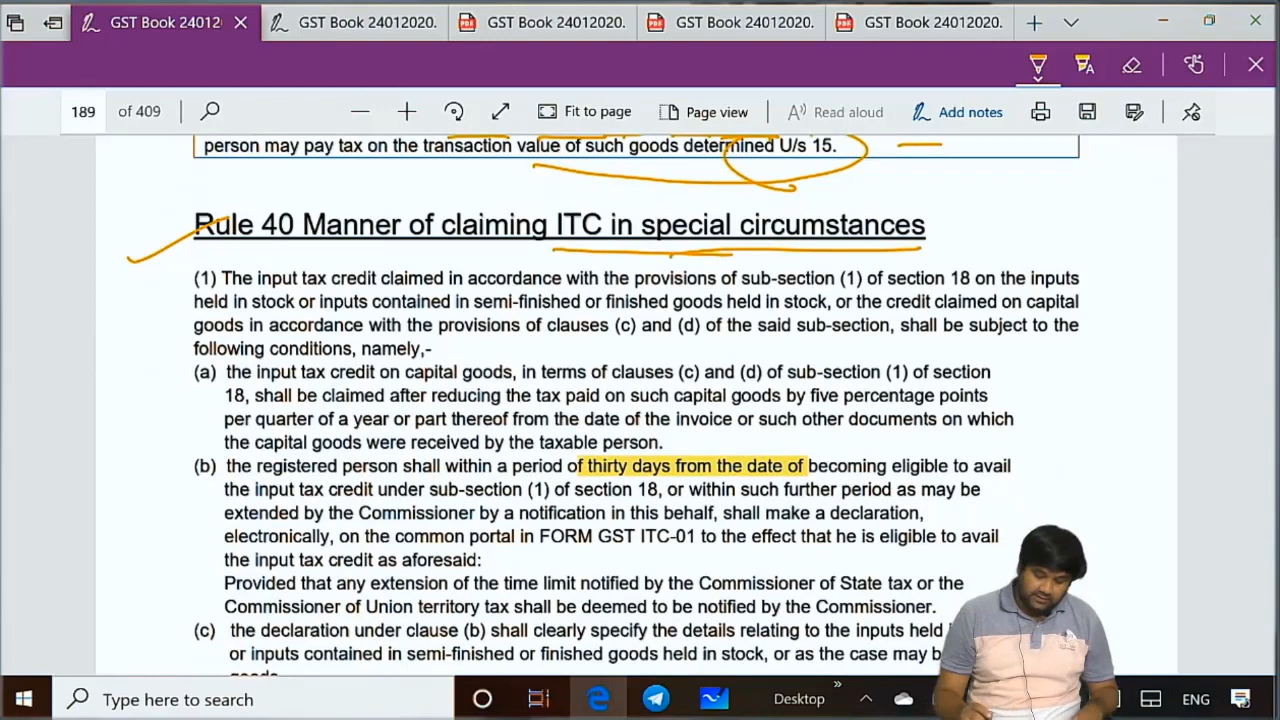 GST Book 24012
GST Book 24012020.
GST Book 24012020.
GST Book 24012020.
GST Book 24012020.
189 of 409
Fit to page
Page view
Read aloud
Add notes
person may pay tax on the transaction value of such goods determined U/s 15.
Rule 40 Manner of claiming ITC in special circumstances
(1) The input tax credit claimed in accordance with the provisions of sub-section (1) of section 18 on the inputs
held in stock or inputs contained in semi-finished or finished goods held in stock, or the credit claimed on capital
goods in accordance with the provisions of clauses (c) and (d) of the said sub-section, shall be subject to the
following conditions, namely,-
(a) the input tax credit on capital goods, in terms of clauses (c) and (d) of sub-section (1) of section
18, shall be claimed after reducing the tax paid on such capital goods by five percentage points
per quarter of a year or part thereof from the date of the invoice or such other documents on which
the capital goods were received by the taxable person.
(b) the registered person shall within a period of thirty days from the date of becoming eligible to avail
the input tax credit under sub-section (1) of section 18, or within such further period as may be
extended by the Commissioner by a notification in this behalf, shall make a declaration,
electronically, on the common portal in FORM GST ITC-01 to the effect that he is eligible to avail
the input tax credit as aforesaid:
Provided that any extension of the time limit notified by the Commissioner of State tax or the
Commissioner of Union territory tax shall be deemed to be notified by the Commissioner.
(c) the declaration under clause (b) shall clearly specify the details relating to the inputs held
or inputs contained in semi-finished or finished goods held in stock, or as the case may b
Type here to search
Desktop
ENG